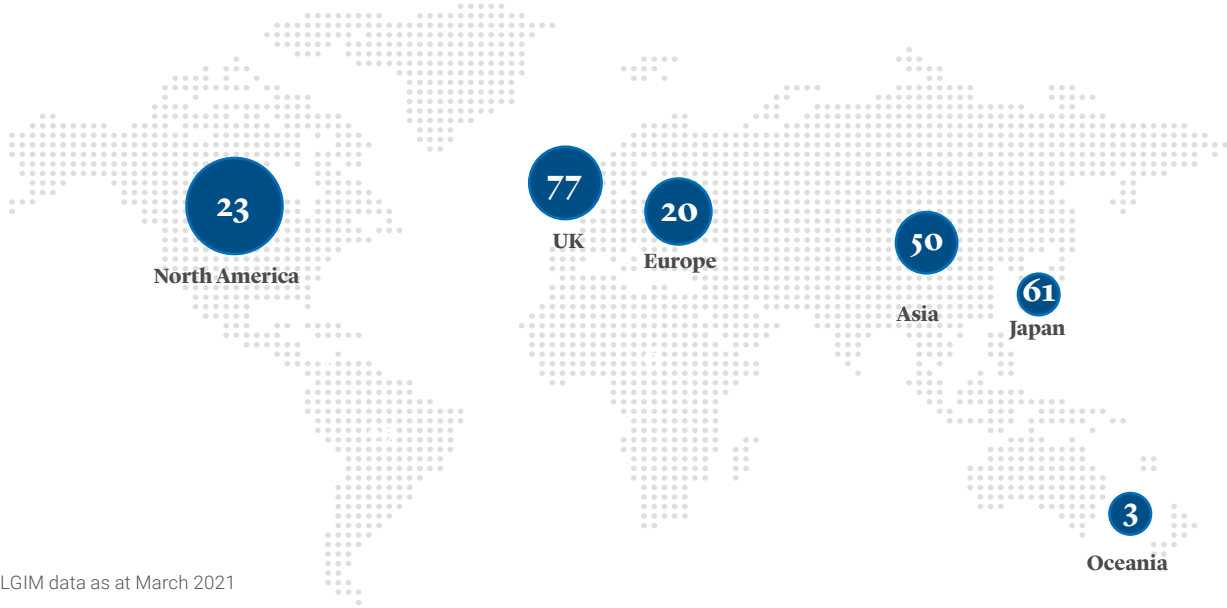 23
North America
77
UK
20
Europe
50
Asia
61
Japan
3
Oceania
LGIM data as at March 2021